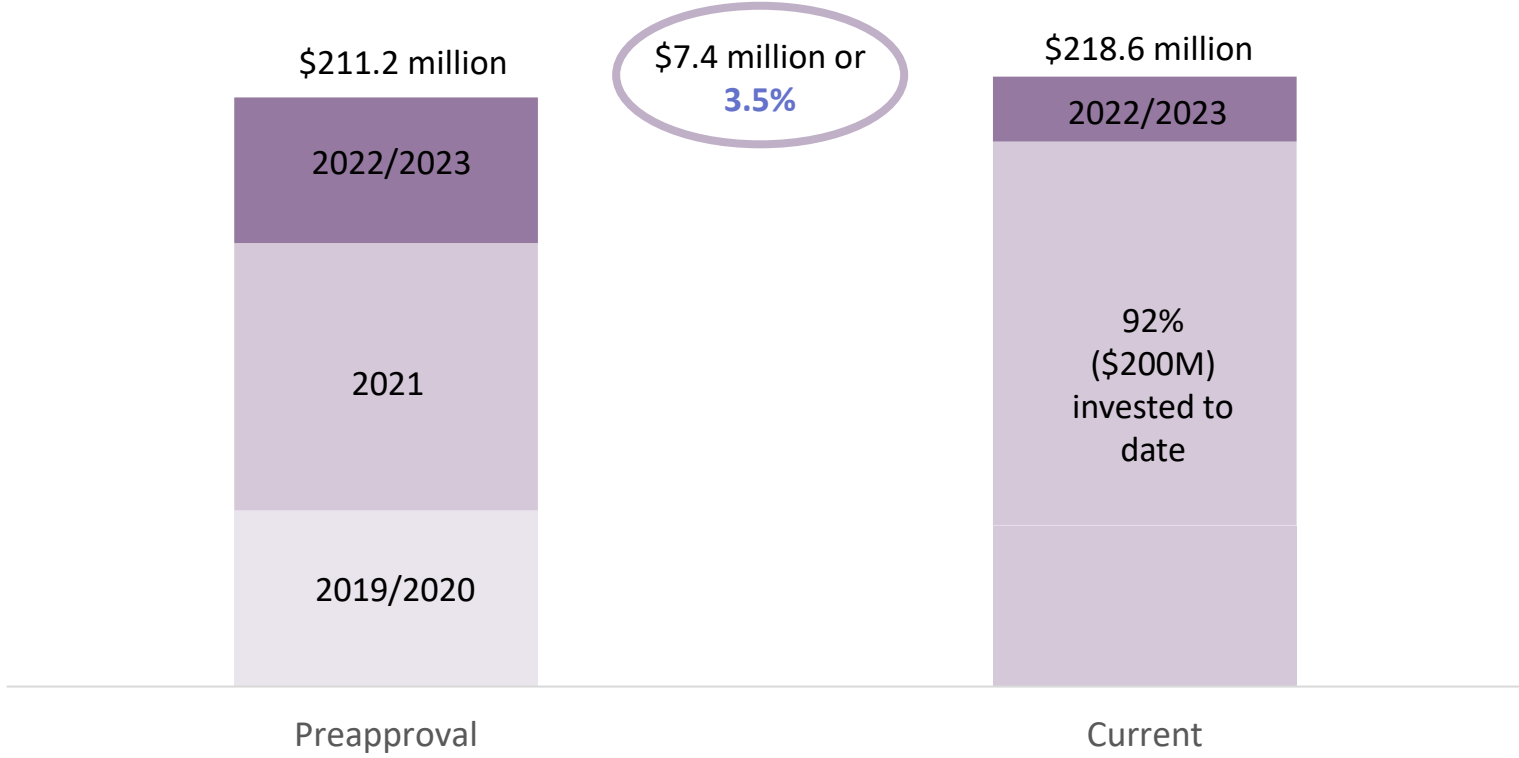 $211.2 million
2022/2023
2021
2019/2020
Preapproval
$7.4 million or
3.5%
$218.6 million
2022/2023
92%
($200M)
invested to
date
Current